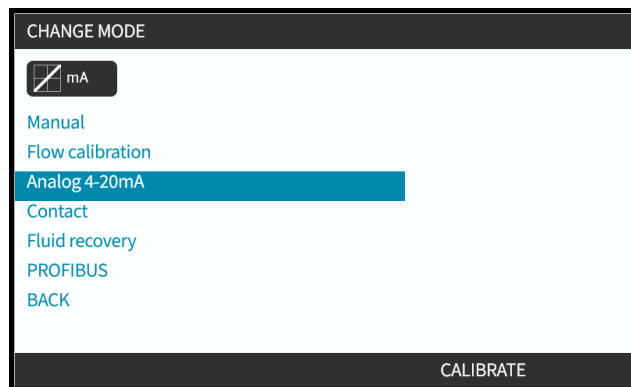 CHANGE MODE
mA
Manual
Flow calibration
Analog 4-20mA
Contact
Fluid recovery
PROFIBUS
BACK
CALIBRATE